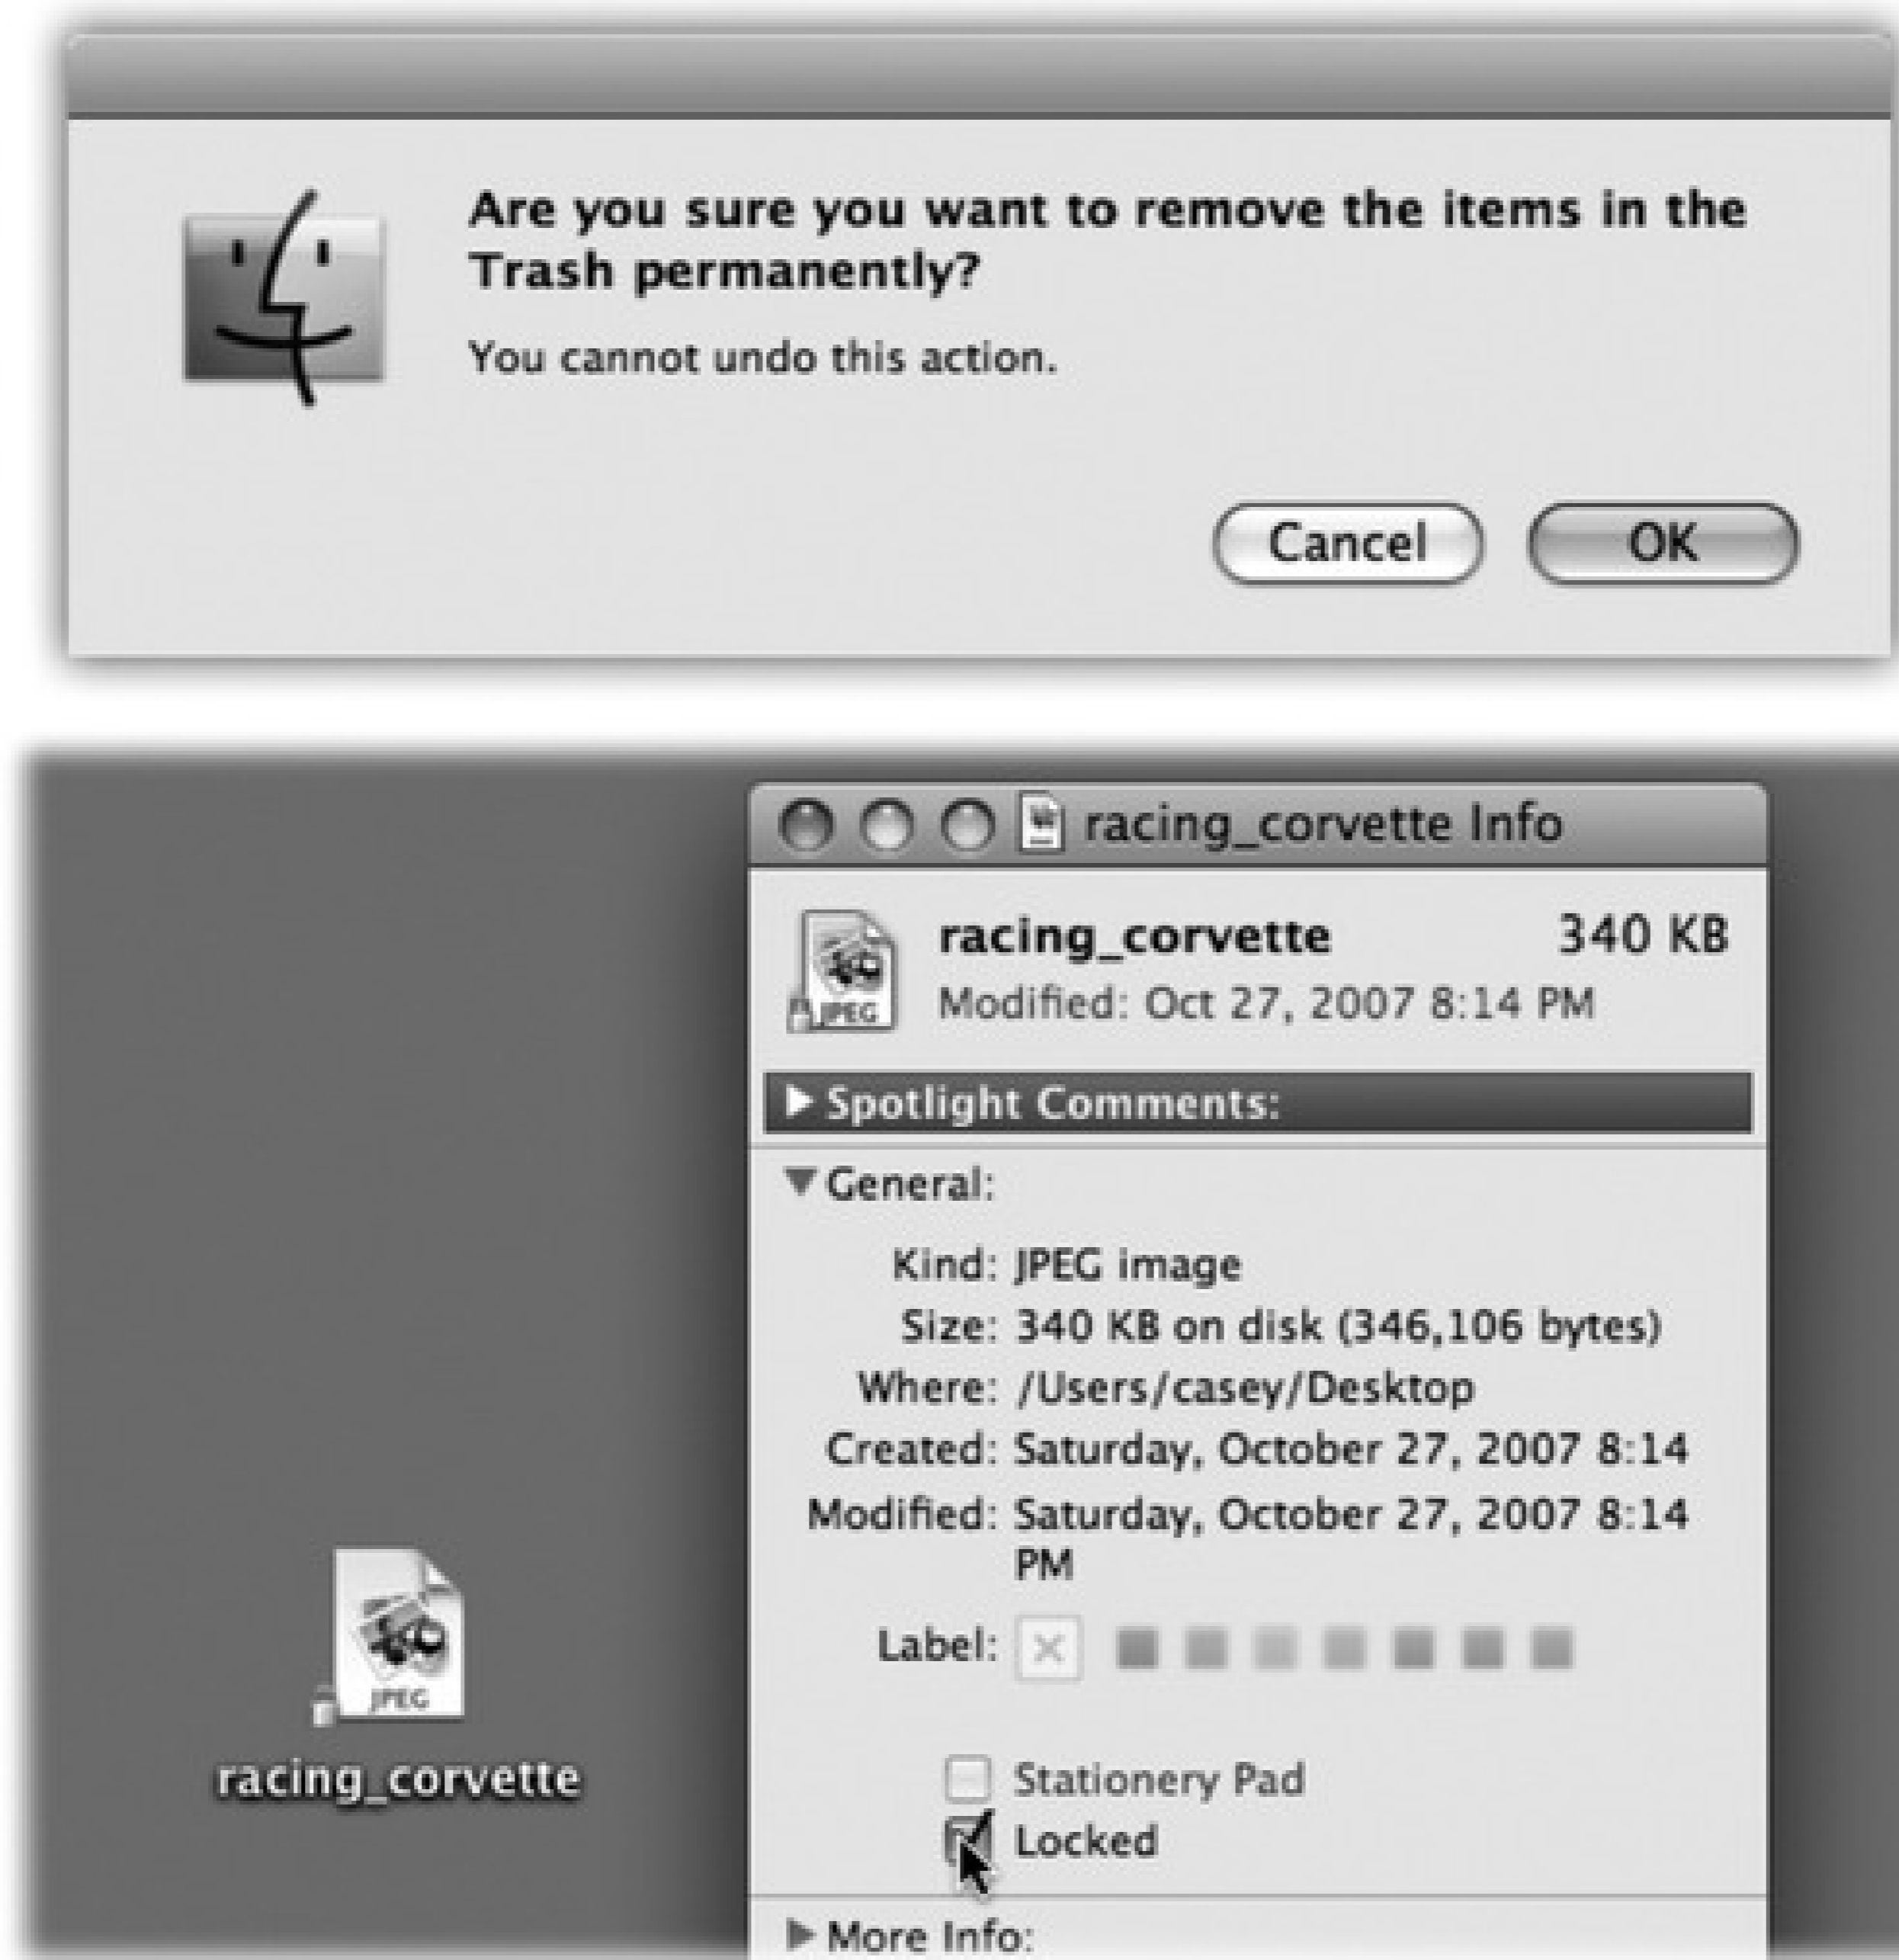 Are you sure you want to remove the items in the
Trash permanently?
You cannot undo this action.
Cancel
OK
racing_corvette Info
JPEG
racing_corvette 340 KB
Modified: Oct 27, 2007 8:14 PM
Spotlight Comments:
General:
Kind: JPEG image
Size: 340 KB on disk (346,106 bytes)
Where: /Users/casey/Desktop
Created: Saturday, October 27, 2007 8:14
Modified: Saturday, October 27, 2007 8:14
PM
Label:
JPEG
racing_corvette
Stationery Pad
Locked
More Info: